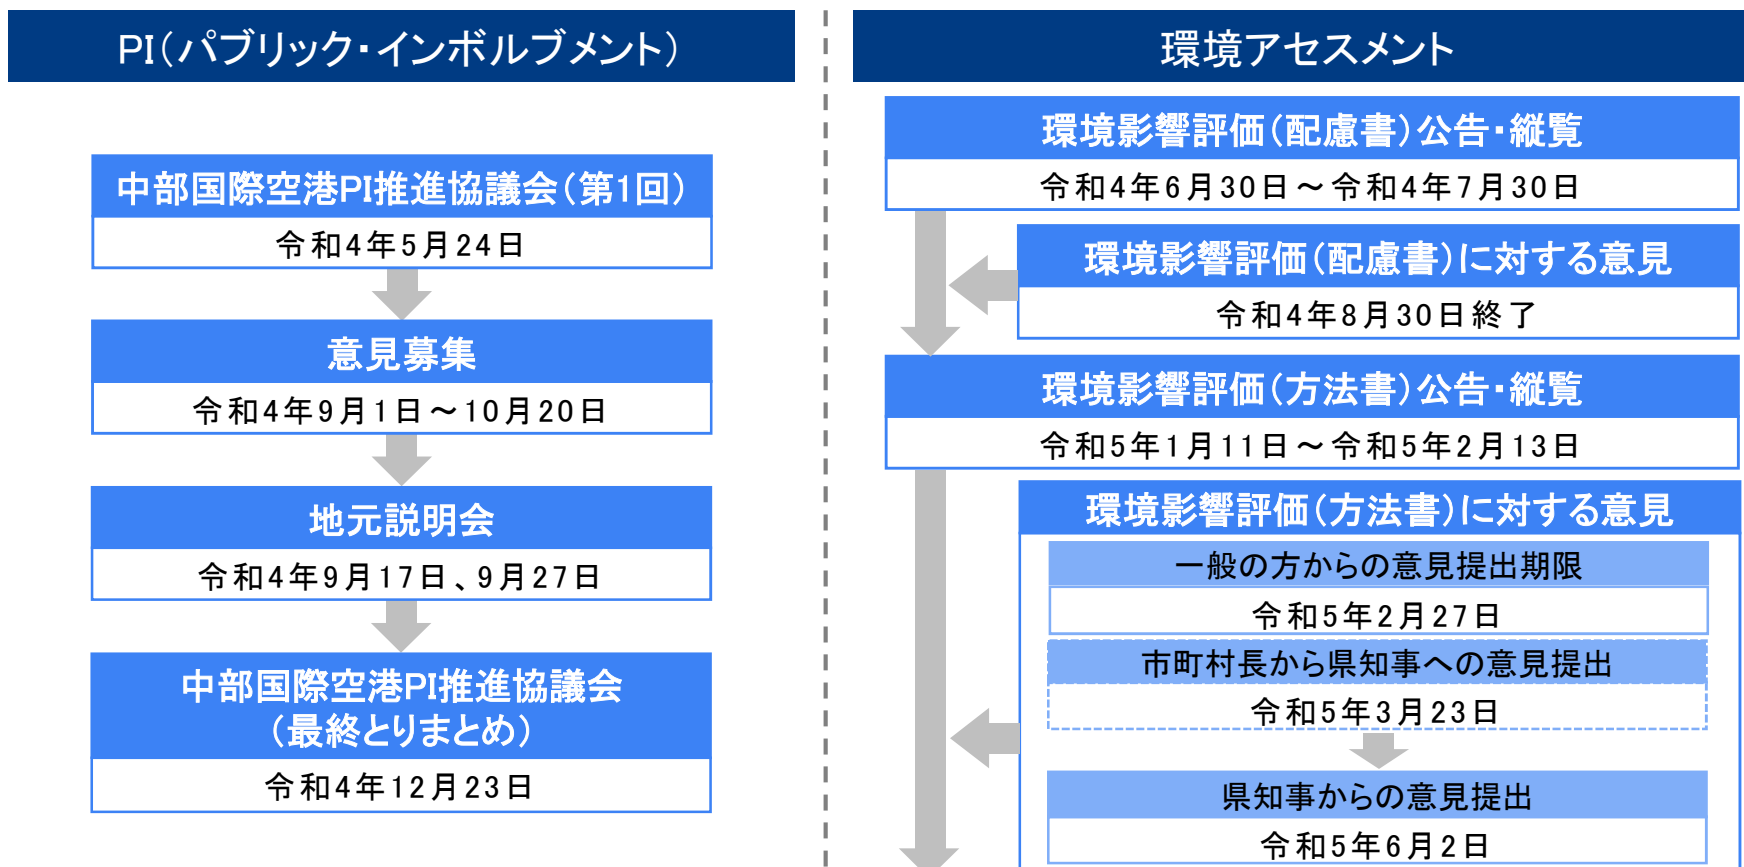 PI（パブリック・インボルブメント）
中部国際空港PI推進協議会（第1回）
令和4年5月24日
意見募集
令和4年9月1日～10月20日
地元説明会
令和4年9月17日、9月27日
中部国際空港PI推進協議会
（最終とりまとめ）
令和4年12月23日
環境アセスメント
環境影響評価（配慮書）公告・縦覧
令和4年6月30日～令和4年7月30日
環境影響評価（配慮書）に対する意見
令和4年8月30日終了
環境影響評価（方法書）公告・縦覧
令和5年1月11日～令和5年2月13日
環境影響評価（方法書）に対する意見
一般の方からの意見提出期限
令和5年2月27日
市町村長から県知事への意見提出
令和5年3月23日
県知事からの意見提出
令和5年6月2日